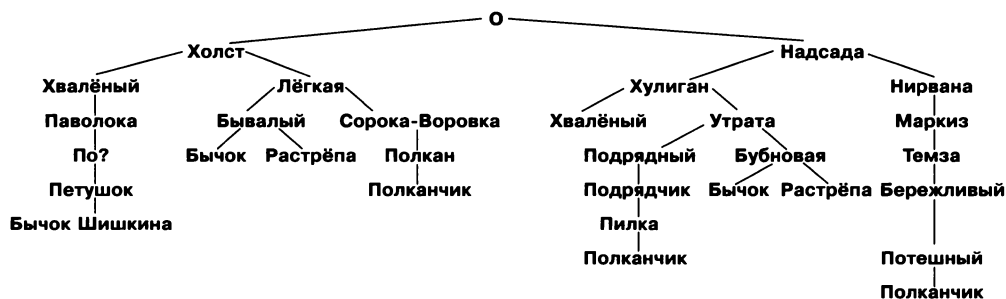 О
Холст Надсада
Хвалёный Лёгкая Хулиган Нирвана
Паволока Бывалый Сорока-Воровка Хвалёный Утрата Маркиз
По? Бычок Растрёпа Полкан Подрядный Бубновая Темза
Петушок Полканчик Подрядчик Бычок Растрёпа Бережливый
Бычок Шишкина Пилка
Полканчик Потешный
Полканчик